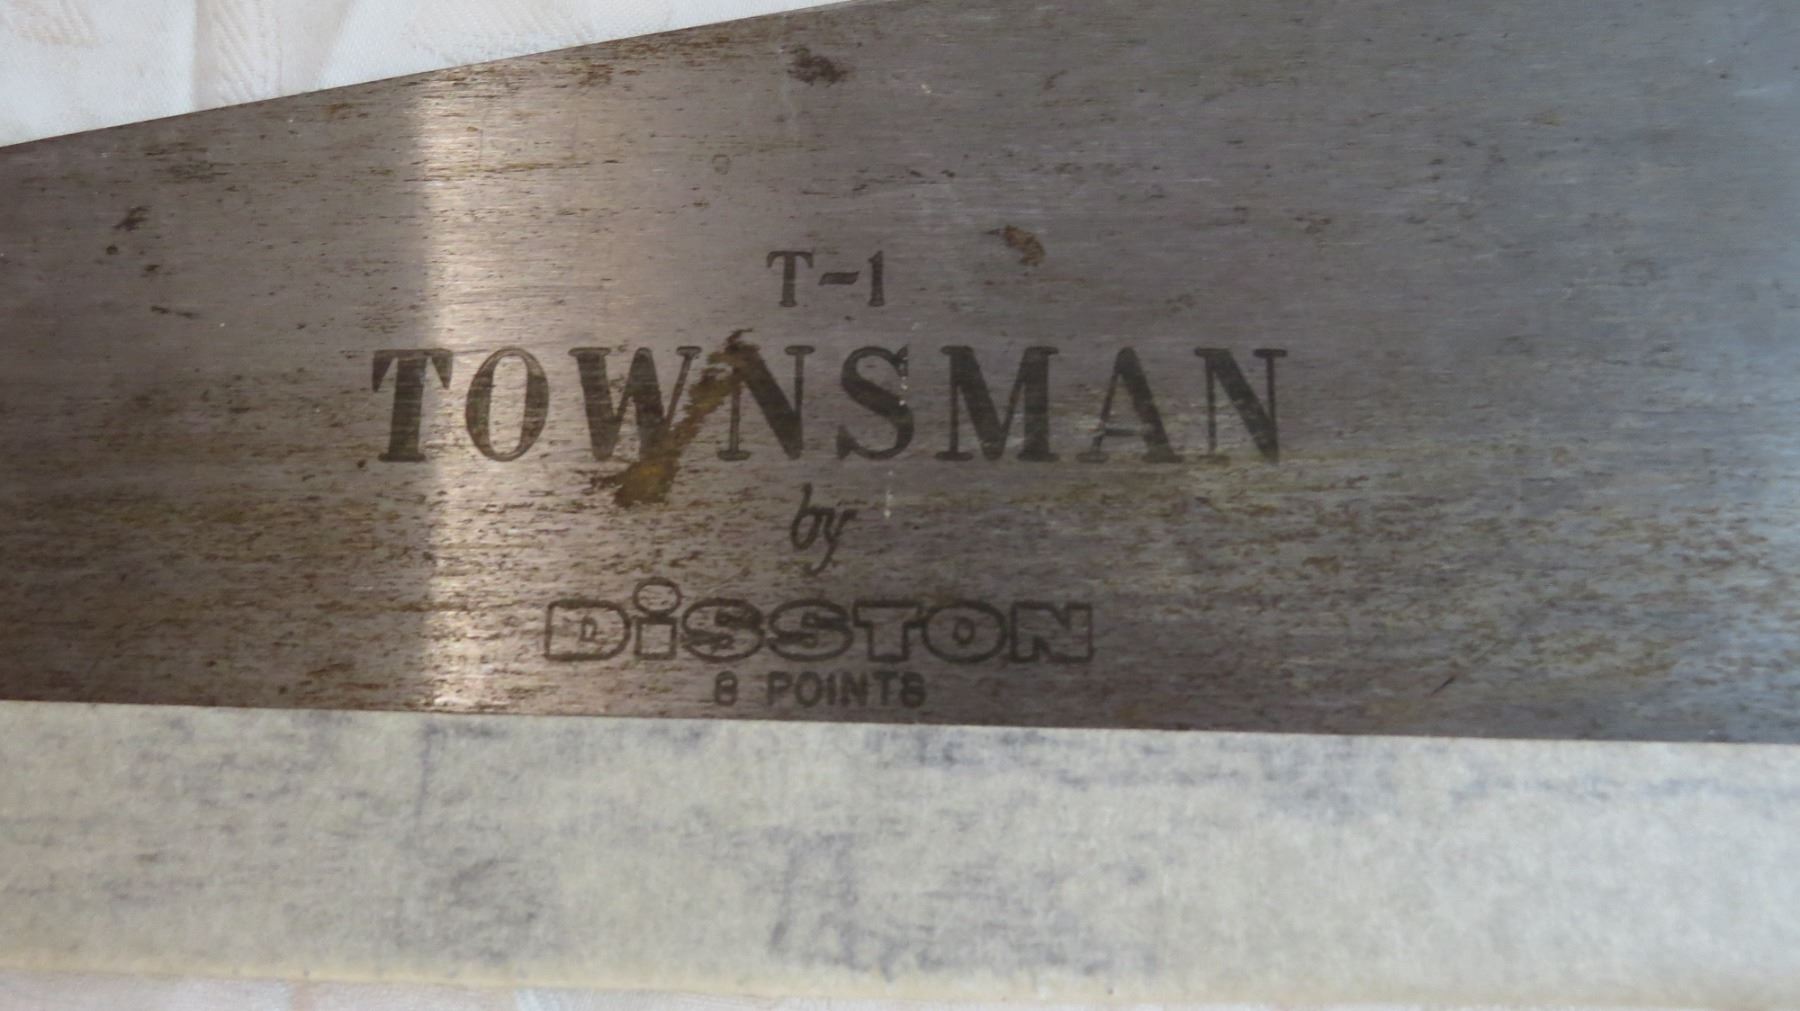 T-1
TOWNSMAN
by
DiSSTON
8 POINTS